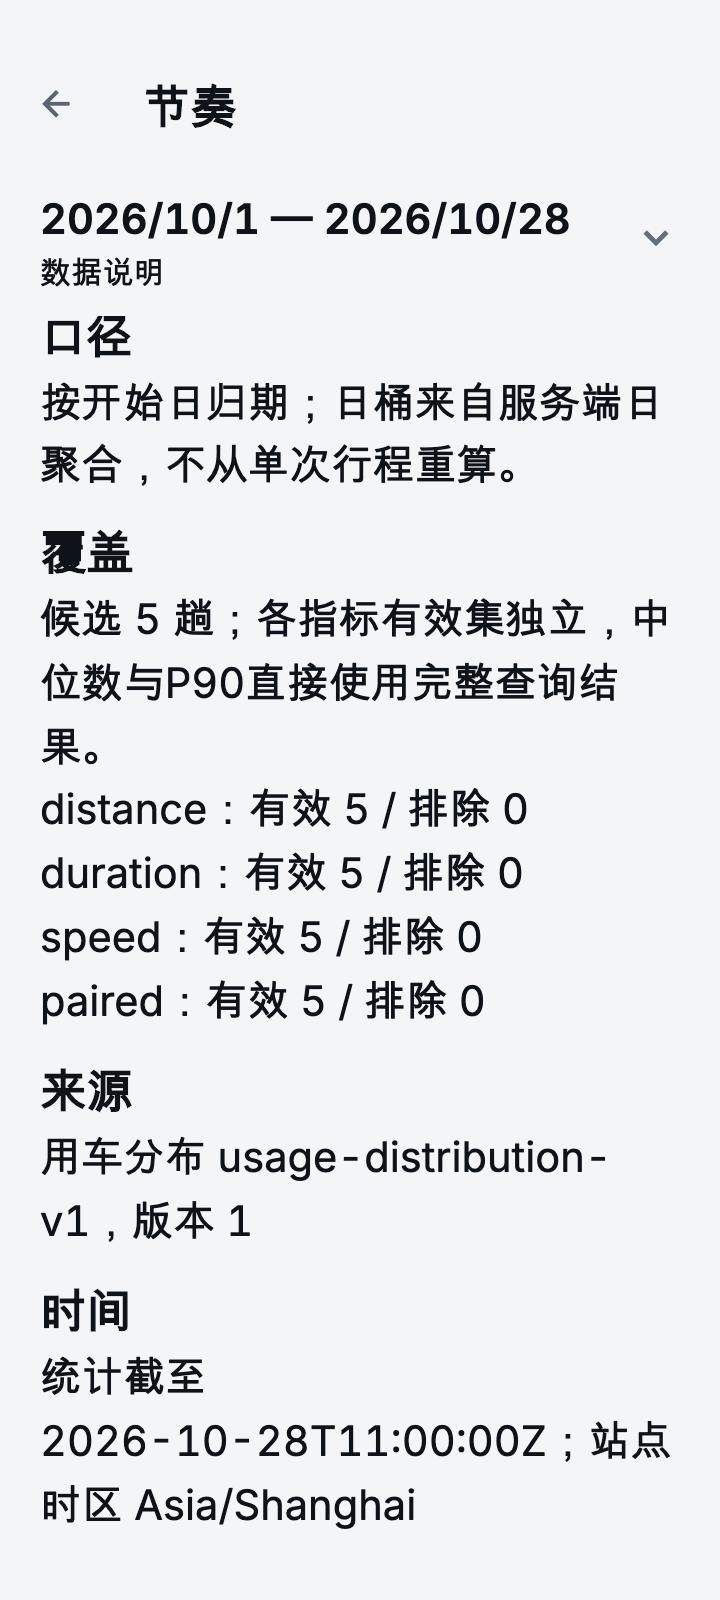 节奏
2026/10/1 — 2026/10/28
数据说明
口径
按开始日归期；日桶来自服务端日
聚合，不从单次行程重算。
覆盖
候选 5 趟；各指标有效集独立，中
位数与P90直接使用完整查询结
果。
distance：有效 5 / 排除 0
duration：有效 5 / 排除 0
speed：有效 5 / 排除 0
paired：有效 5 / 排除 0
来源
用车分布 usage-distribution-
v1，版本 1
时间
统计截至
2026-10-28T11:00:00Z；站点
时区 Asia/Shanghai